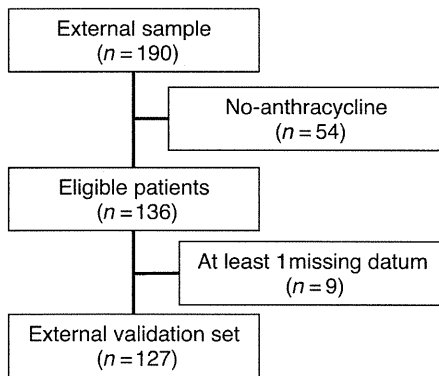 External sample
(n = 190)
No-anthracycline
(n = 54)
Eligible patients
(n = 136)
At least 1 missing datum
(n = 9)
External validation set
(n = 127)